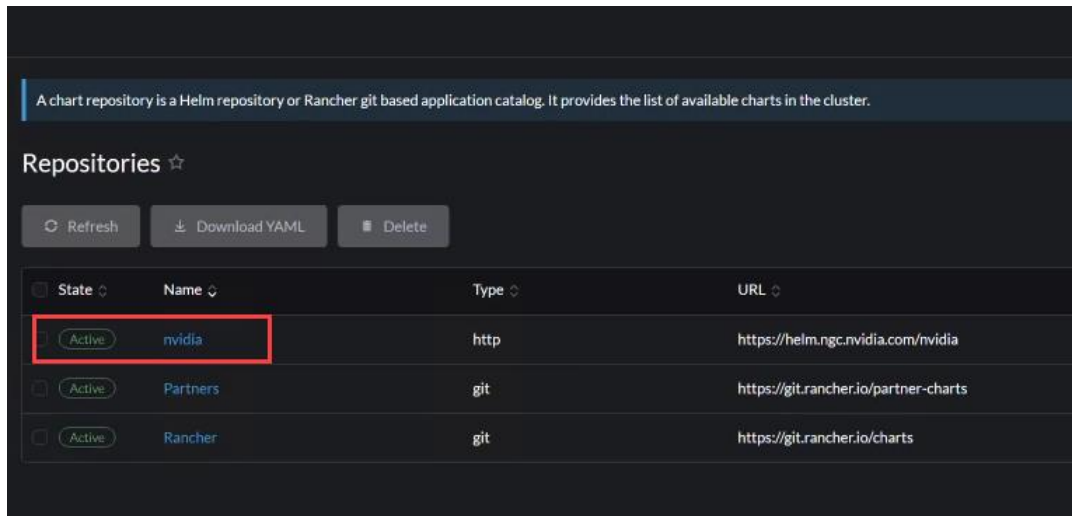 A chart repository is a Helm repository or Rancher git based application catalog. It provides the list of available charts in the cluster.
Repositories
Refresh Download YAML Delete
State Name Type URL
Active nvidia http https://helm.ngc.nvidia.com/nvidia
Active Partners git https://git.rancher.io/partner-charts
Active Rancher git https://git.rancher.io/charts